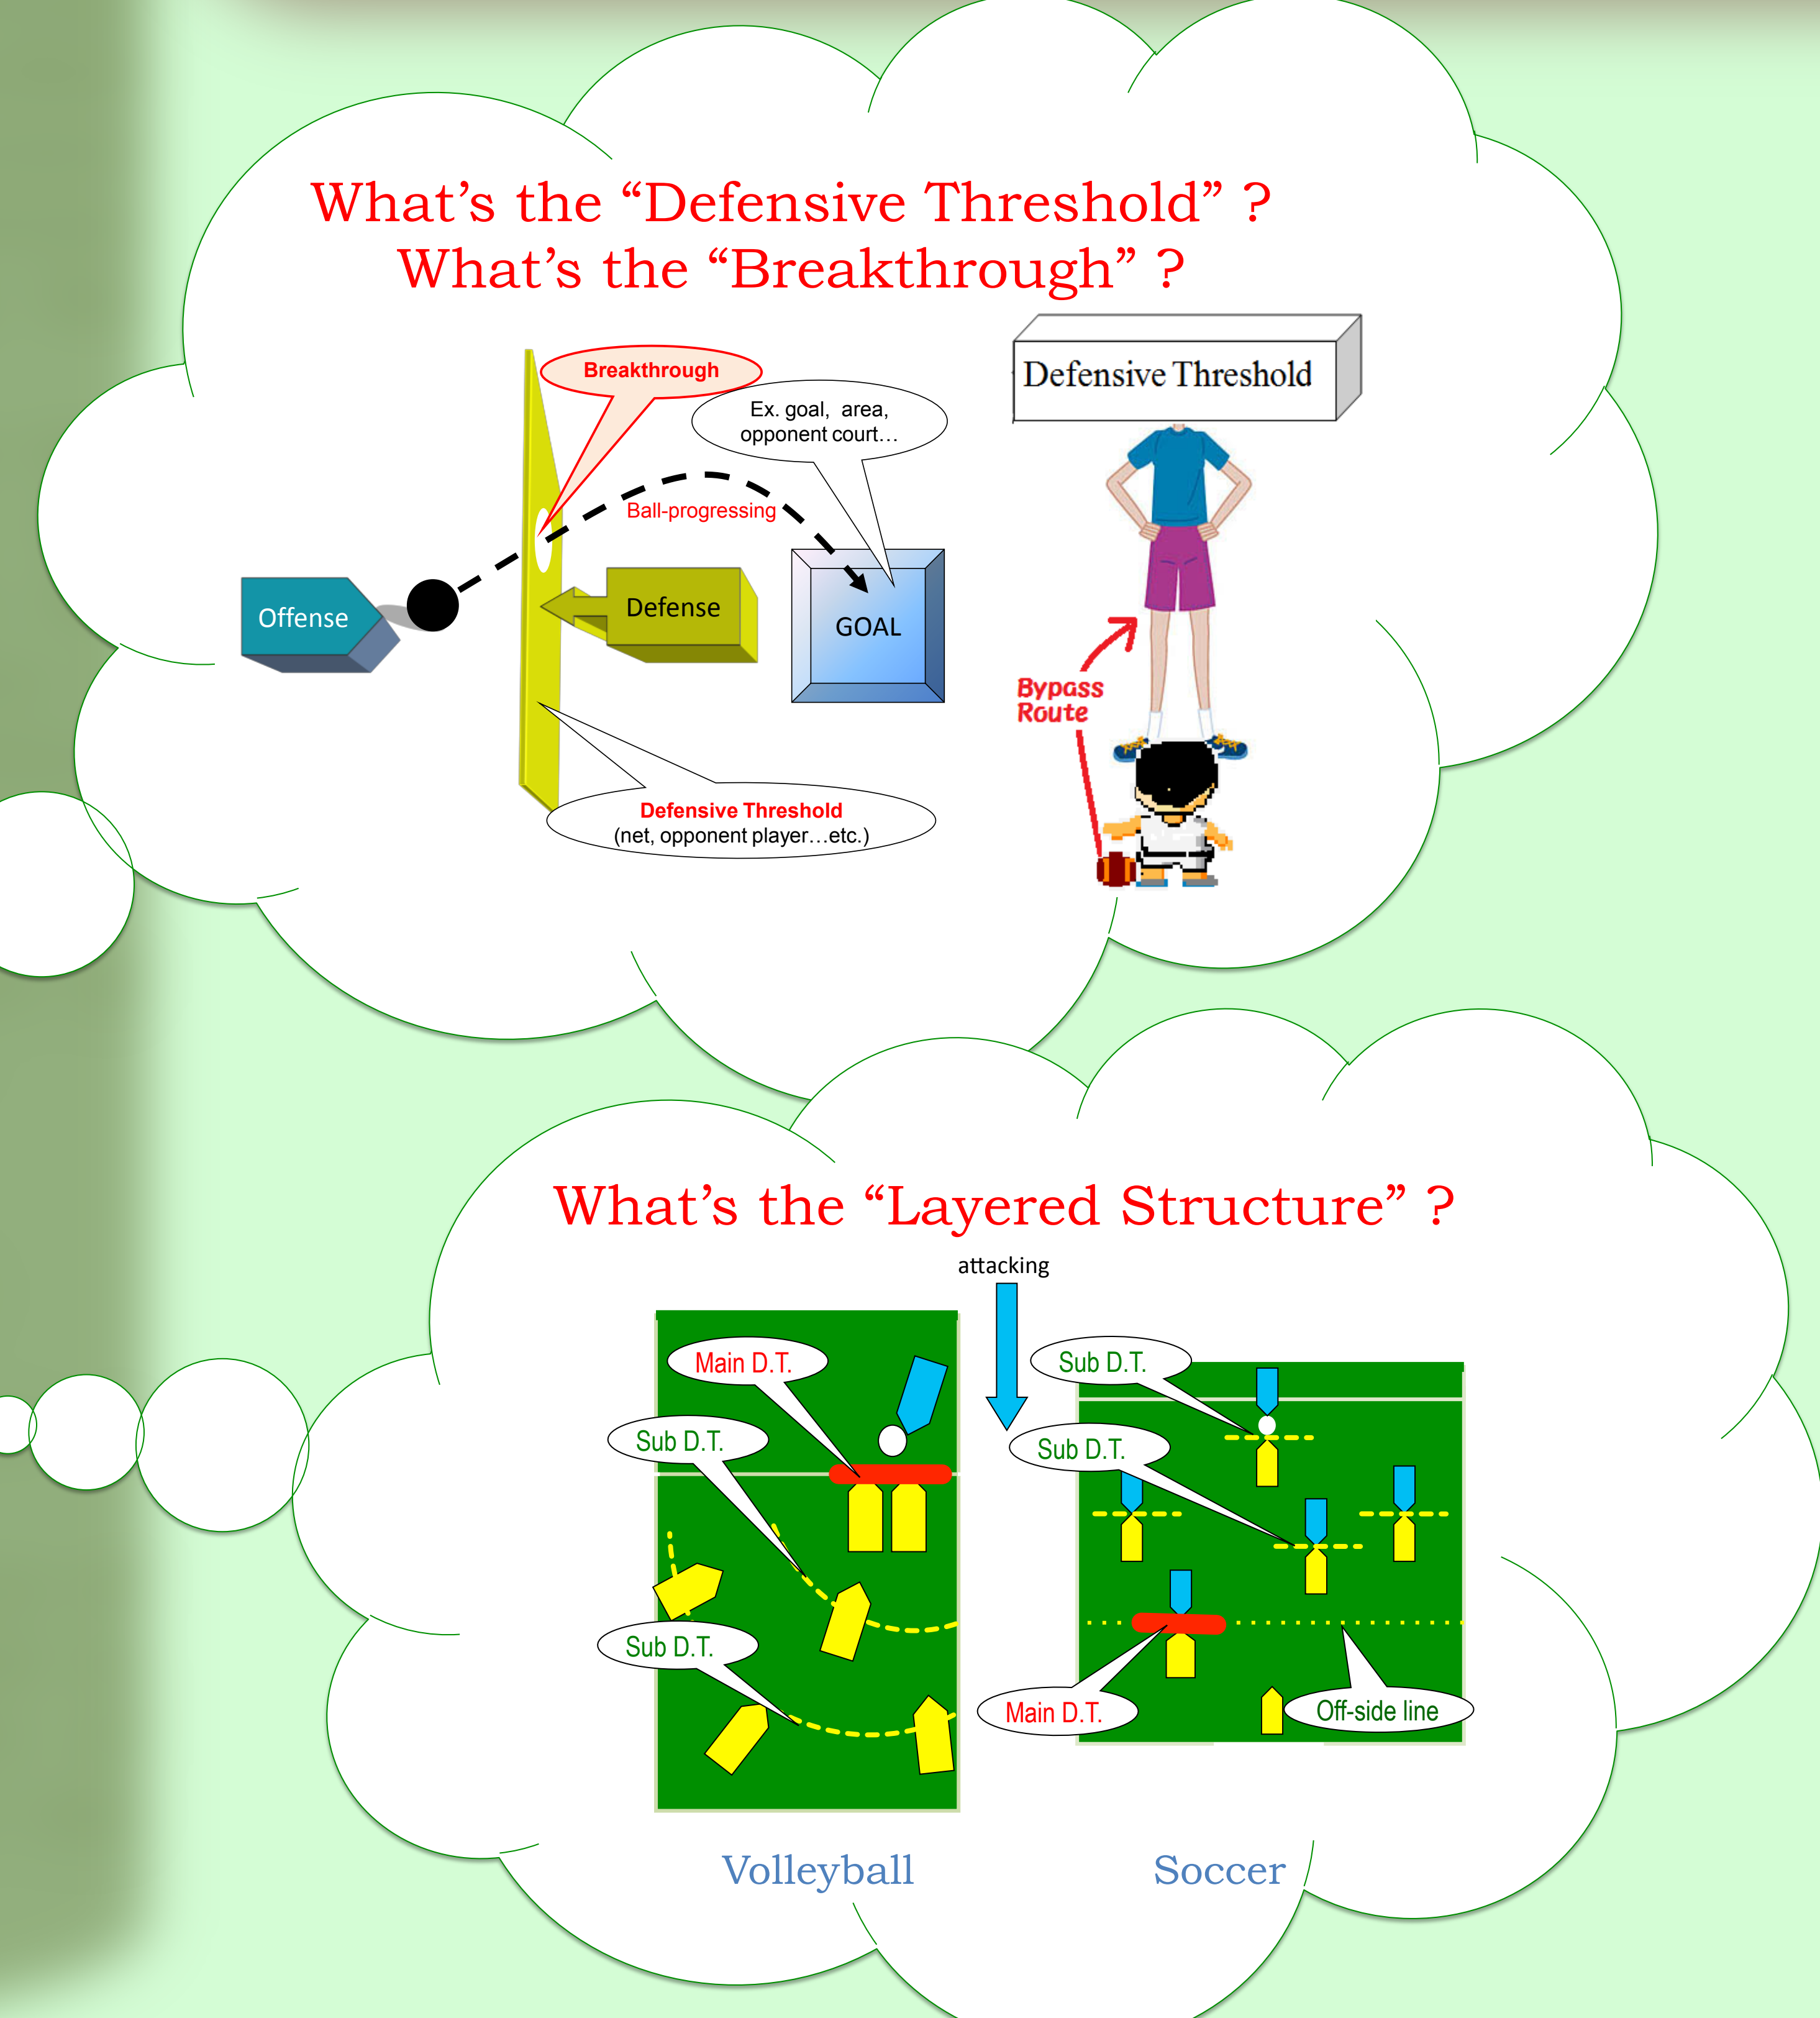 What’s the “Defensive Threshold” ?
What’s the “Breakthrough” ?
Breakthrough
Ex. goal,  area,
opponent court…
Ball-progressing
Offense
Defense
GOAL
Defensive Threshold
(net, opponent player…etc.)
Defensive Threshold
Bypass
Route
What’s the “Layered Structure” ?
attacking
Main D.T.
Sub D.T.
Sub D.T.
Volleyball
Sub D.T.
Sub D.T.
Main D.T.
Off-side line
Soccer